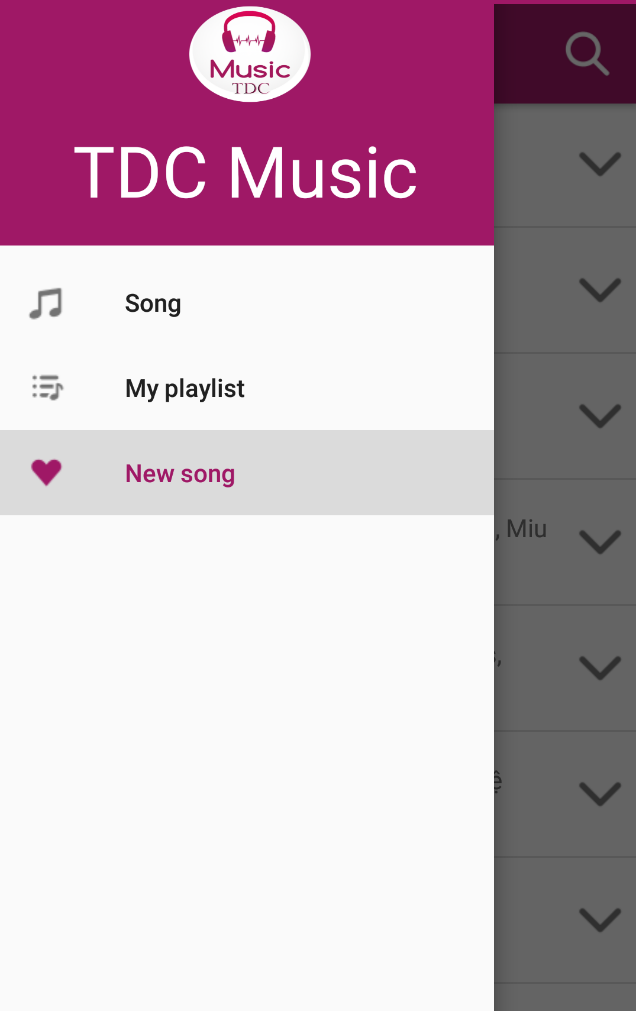 Music
TDC
TDC Music
Song
My playlist
New song
, Miu
,
ệ